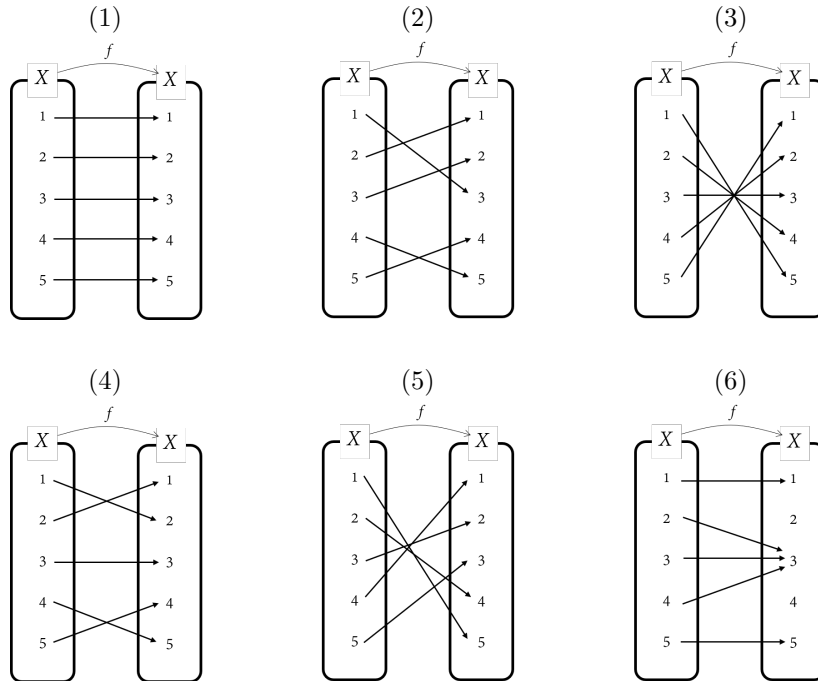 (1) (2) (3)
f f f
X X X X X X
1 1 1 1 1 1
2 2 2 2 2 2
3 3 3 3 3 3
4 4 4 4 4 4
5 5 5 5 5 5
(4) (5) (6)
f f f
X X X X X X
1 1 1 1 1 1
2 2 2 2 2 2
3 3 3 3 3 3
4 4 4 4 4 4
5 5 5 5 5 5